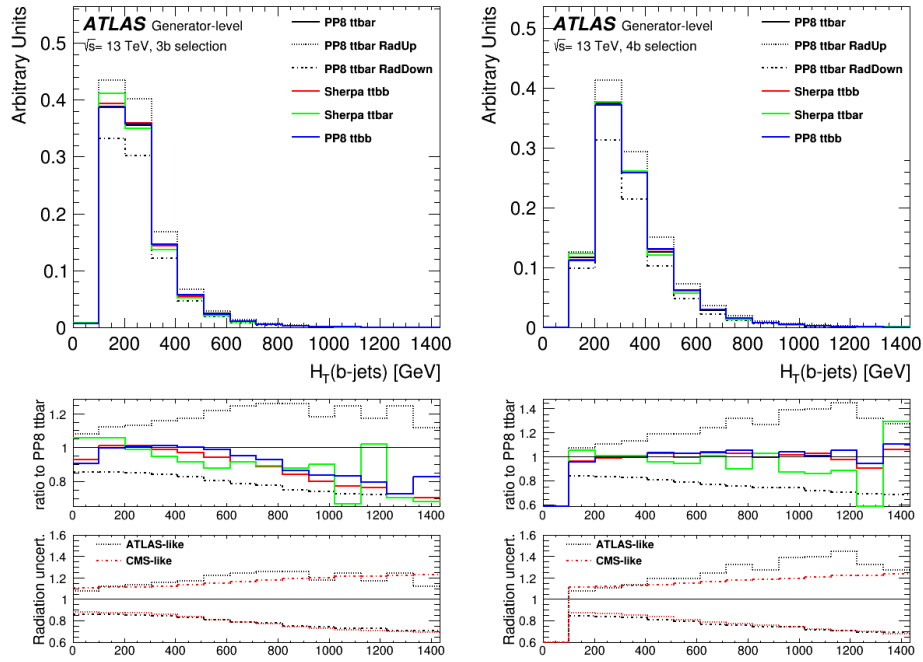 ATLAS Generator-level
√s= 13 TeV, 3b selection
PP8 ttbar
PP8 ttbar RadUp
PP8 ttbar RadDown
Sherpa ttbb
Sherpa ttbar
PP8 ttbb
Arbitrary Units
0.5
0.4
0.3
0.2
0.1
0
0 200 400 600 800 1000 1200 1400
H_T(b-jets) [GeV]
ratio to PP8 ttbar
1.2
1
0.8
0 200 400 600 800 1000 1200 1400
Radiation uncert.
1.6
1.4
1.2
1
0.8
0.6
ATLAS-like
CMS-like
0 200 400 600 800 1000 1200 1400
ATLAS Generator-level
√s= 13 TeV, 4b selection
PP8 ttbar
PP8 ttbar RadUp
PP8 ttbar RadDown
Sherpa ttbb
Sherpa ttbar
PP8 ttbb
Arbitrary Units
0.5
0.4
0.3
0.2
0.1
0
0 200 400 600 800 1000 1200 1400
H_T(b-jets) [GeV]
ratio to PP8 ttbar
1.4
1.2
1
0.8
0.6
0 200 400 600 800 1000 1200 1400
Radiation uncert.
1.6
1.4
1.2
1
0.8
0.6
ATLAS-like
CMS-like
0 200 400 600 800 1000 1200 1400